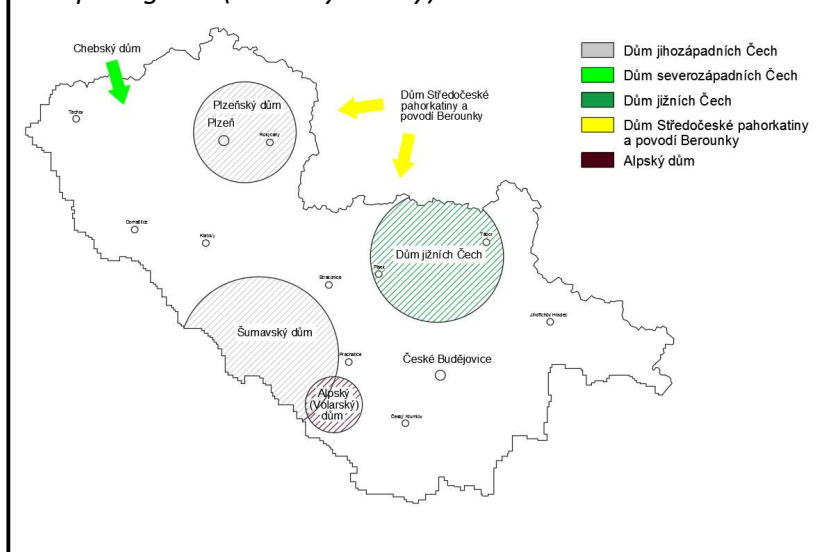 Chebský dům
Tachov
Plzeňský dům
Plzeň
Rokycany
Dům Středočeské
pahorkatiny a
povodí Berounky
Dům jihozápadních Čech
Dům severozápadních Čech
Dům jižních Čech
Dům Středočeské pahorkatiny
a povodí Berounky
Alpský dům
Domažlice
Klatovy
Tábor
Dům jižních Čech
Písek
Strakonice
Jindřichův Hradec
Šumavský dům
Prachatice
České Budějovice
Alpský
(Volarský)
dům
Český Krumlov